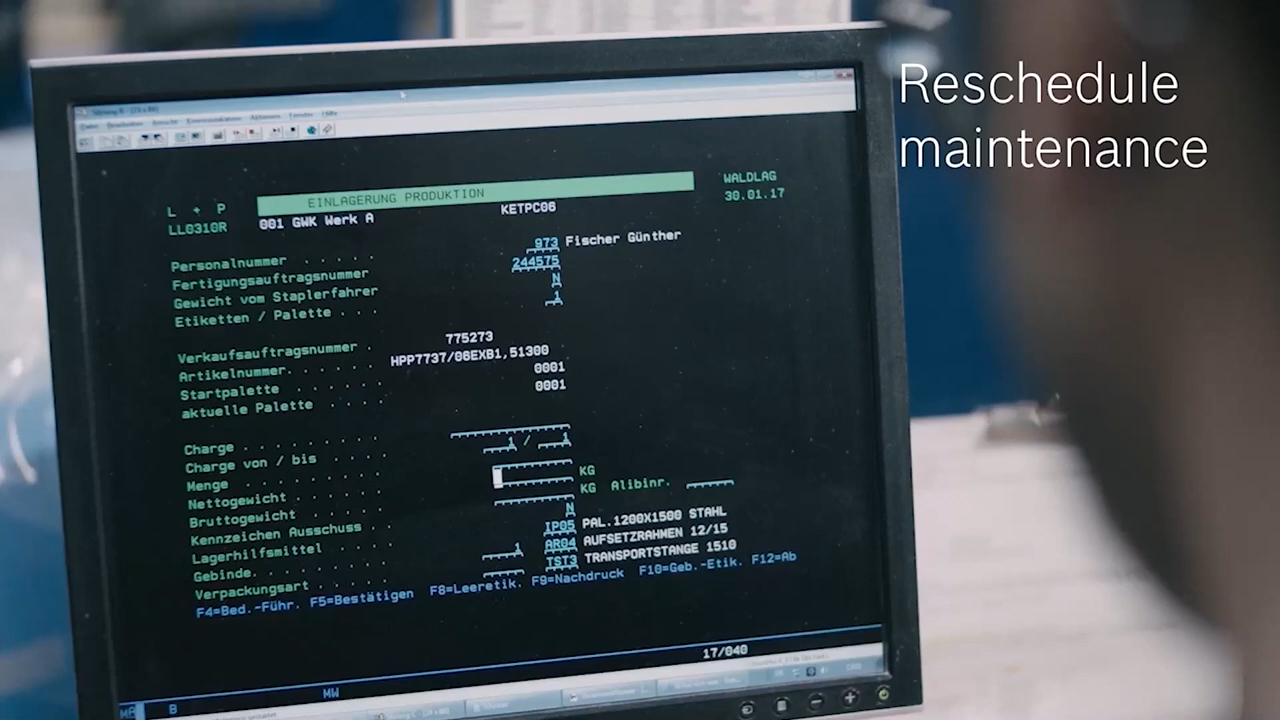 Reschedule
maintenance
WALDLAG
EINLAGERUNG PRODUKTION
30.01.17
L + P
LL0310R
001 GWK Werk A
KETPC06
Personalnummer . . . . . . 973 Fischer Günther
Fertigungsauftragsnummer 244575
Gewicht vom Staplerfahrer N
Etiketten / Palette . . . 1
Verkaufsauftragsnummer . 775273
Artikelnummer. . . . . . HPP7737/06EXB1,51300
Startpalette . . . . . 0001
aktuelle Palette . . . . 0001
Charge . . . . . . . . .
Charge von / bis . . . . 1 / 1
Menge . . . . . . . . .
Nettogewicht . . . . . . KG
Bruttogewicht . . . . . KG Alibinr.
Kennzeichen Ausschuss . . N
Lagerhilfsmittel . . . . IP05 PAL.1200X1500 STAHL
Gebinde. . . . . . . . . 1 AR04 AUFSETZRAHMEN 12/15
Verpackungsart . . . . . TST3 TRANSPORTSTANGE 1510
F4=Bed.-Führ. F5=Bestätigen F8=Leeretik. F9=Nachdruck F10=Geb.-Etik. F12=Ab
17/040
MW
MA B